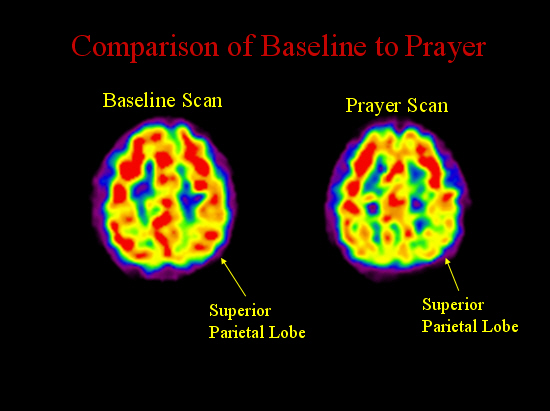 Comparison of Baseline to Prayer
Baseline Scan
Prayer Scan
Superior
Parietal Lobe
Superior
Parietal Lobe